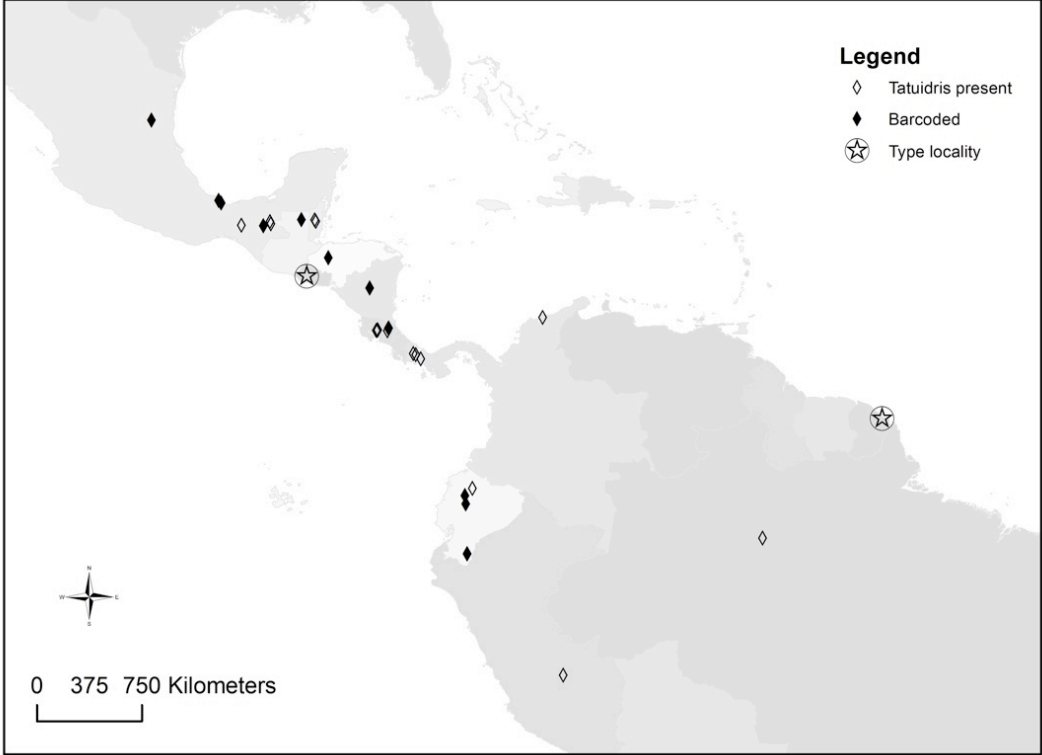 Legend
Tatuidris present
Barcoded
Type locality
N
W E
S
0 375 750 Kilometers